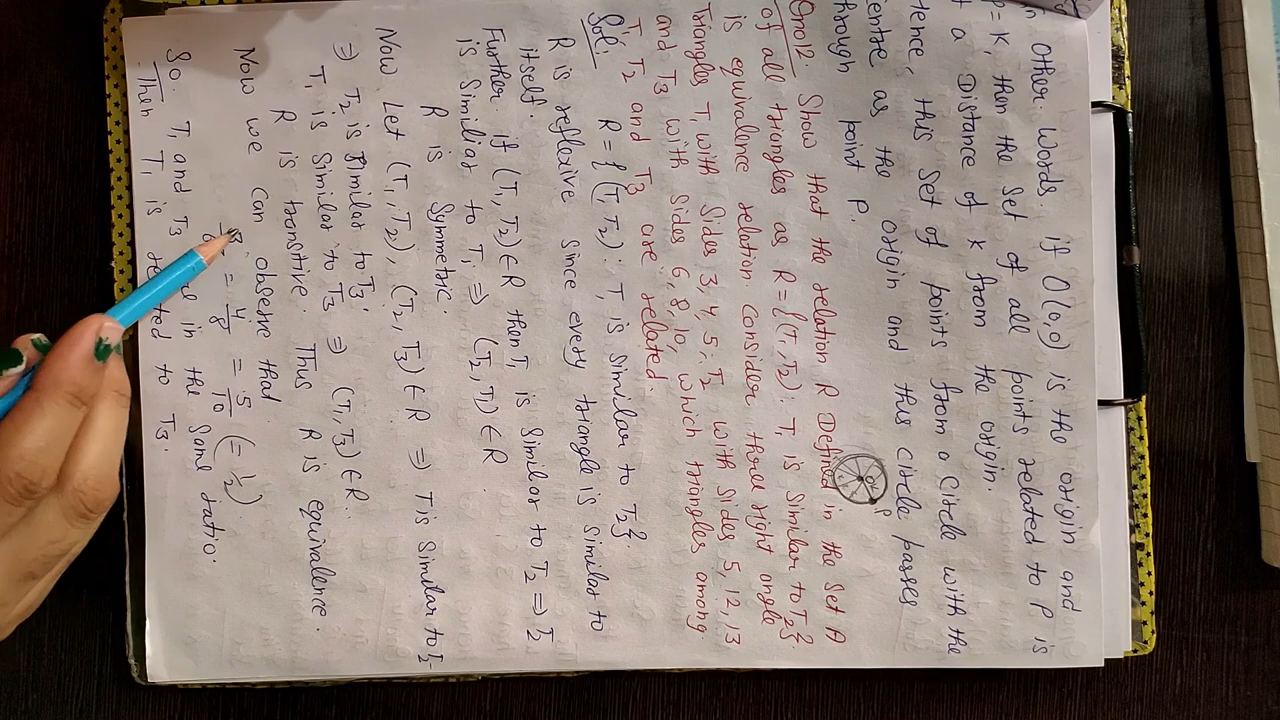 In Other Words, if O(0,0) is the origin and
P = K, then the Set of all points related to P is
at a Distance of K from the origin.
Hence, this Set of points from a Circle with the
Centre as the origin and this circle passes
through point P.
O P
Qno12. Show that the relation R Defined in the Set A
of all triangles as R={(T1, T2): T1 is similar to T2}.
is equivalence relation. Consider three right angle
Triangles T1 with Sides 3, 4, 5. T2 with sides 5, 12, 13
and T3 with sides 6, 8, 10, which triangles among
T1 T2 and T3 are related.
Sol. R={(T1, T2): T1 is similar to T2}.
R is reflexive since every triangle is similar to
itself.
Further if (T1, T2) ∈ R then T1 is similar to T2 ⇒ T2
is Similiar to T1 ⇒ (T2, T1) ∈ R
R is Symmetric.
Now Let (T1, T2), (T2, T3) ∈ R ⇒ T is Similar to T2
⇒ T2 is Similar to T3.
T1 is Similar to T3 ⇒ (T1, T3) ∈ R.
R is transitive. Thus R is equivalence.
Now we can observe that
= 4/8 = 5/10 (= 1/2)
So. T1 and T3 in the Same ratio.
Then T1 is to T3.